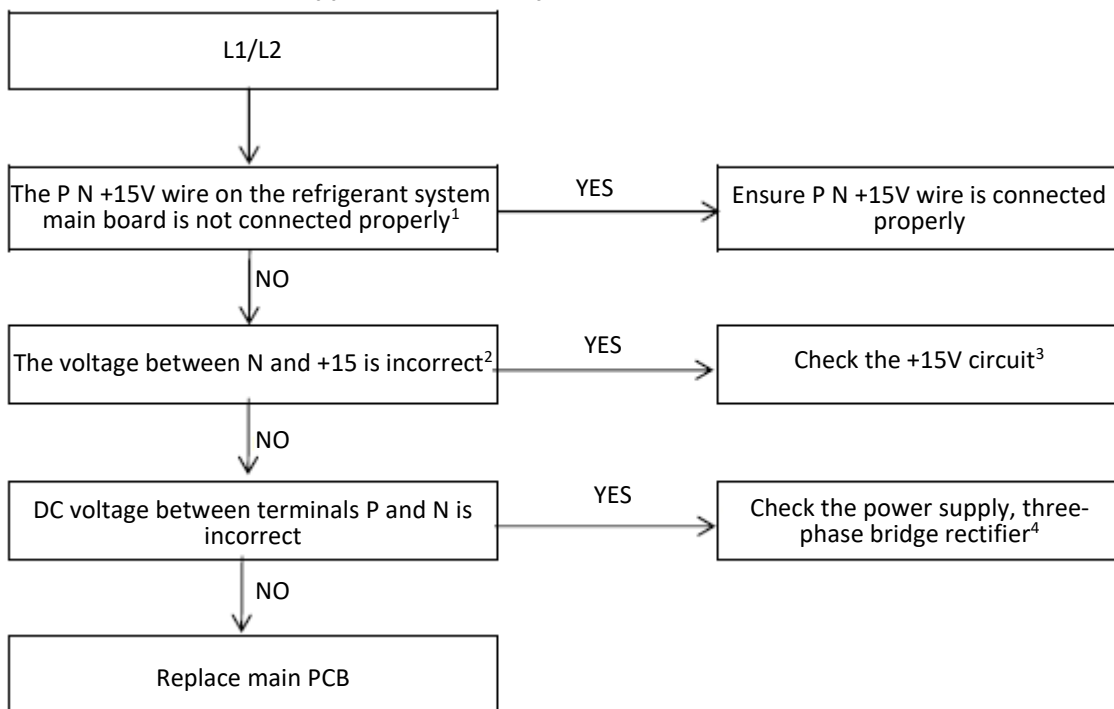 L1/L2
The P N +15V wire on the refrigerant system
main board is not connected properly¹
YES
Ensure P N +15V wire is connected
properly
NO
The voltage between N and +15 is incorrect²
YES
Check the +15V circuit³
NO
DC voltage between terminals P and N is
incorrect
YES
Check the power supply, three-
phase bridge rectifier⁴
NO
Replace main PCB